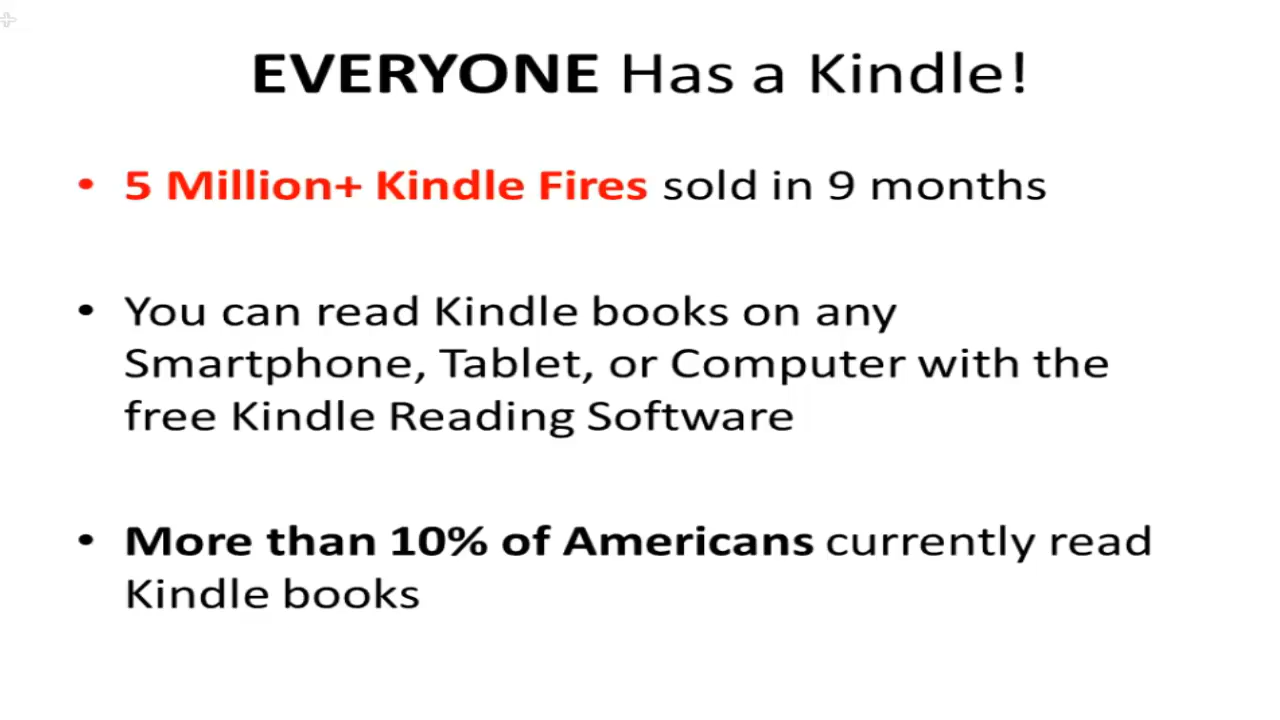 EVERYONE Has a Kindle!
• 5 Million+ Kindle Fires sold in 9 months
• You can read Kindle books on any
Smartphone, Tablet, or Computer with the
free Kindle Reading Software
• More than 10% of Americans currently read
Kindle books